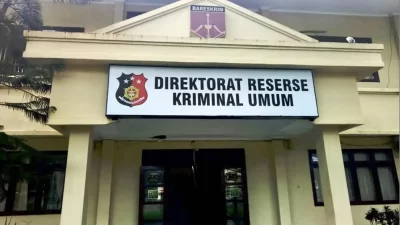 BARESKRIM
DIREKTORAT RESERSE
KRIMINAL UMUM